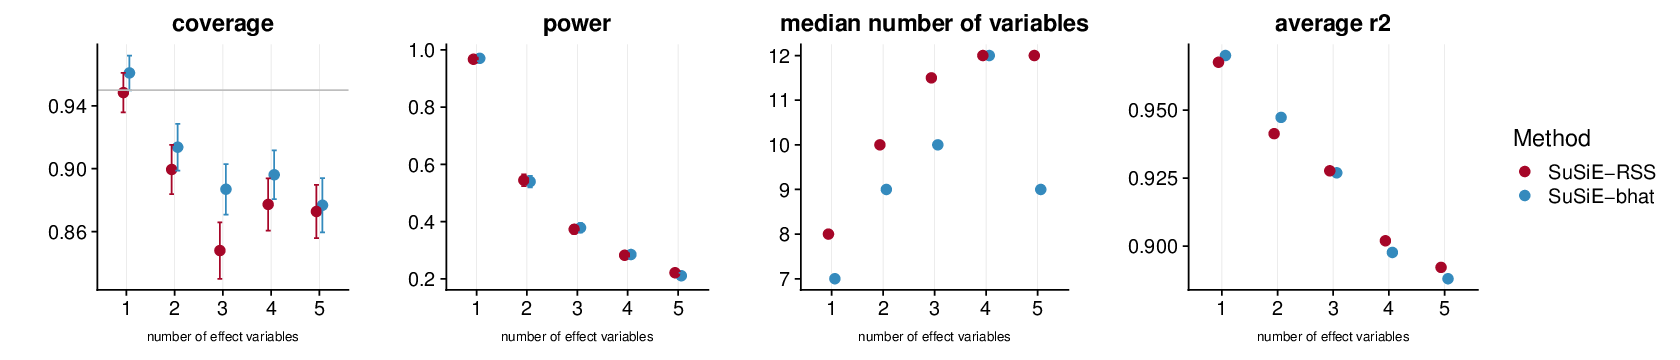 coverage
0.94
0.90
0.86
1 2 3 4 5
number of effect variables
power
1.0
0.8
0.6
0.4
0.2
1 2 3 4 5
number of effect variables
median number of variables
12
11
10
9
8
7
1 2 3 4 5
number of effect variables
average r2
0.950
0.925
0.900
1 2 3 4 5
number of effect variables
Method
SuSiE−RSS
SuSiE−bhat